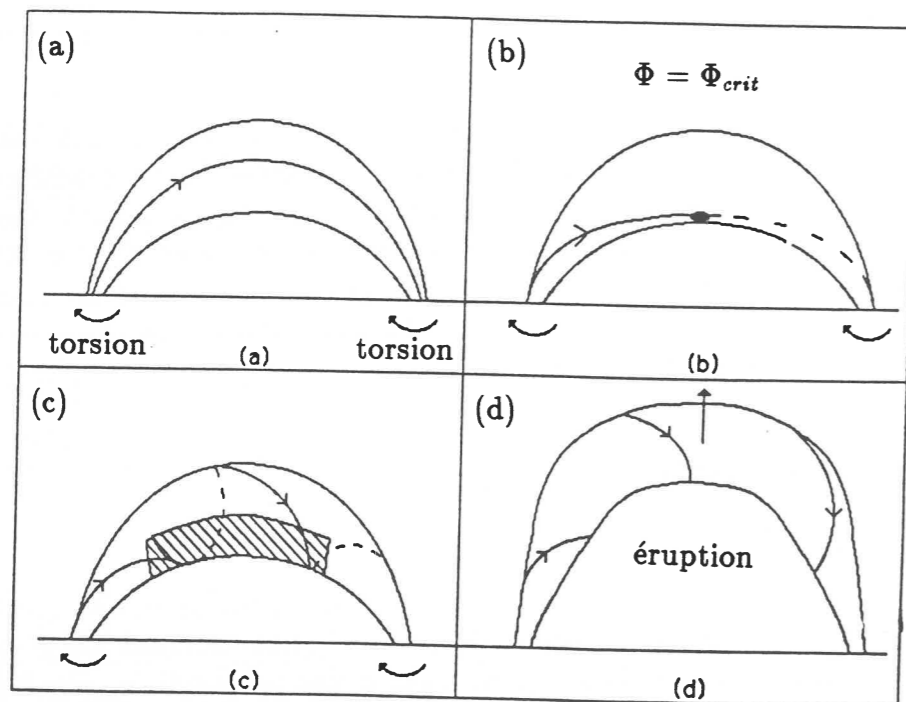 (a)
torsion
torsion
(a)
(b)
Φ = Φcrit
(b)
(c)
(c)
(d)
éruption
(d)